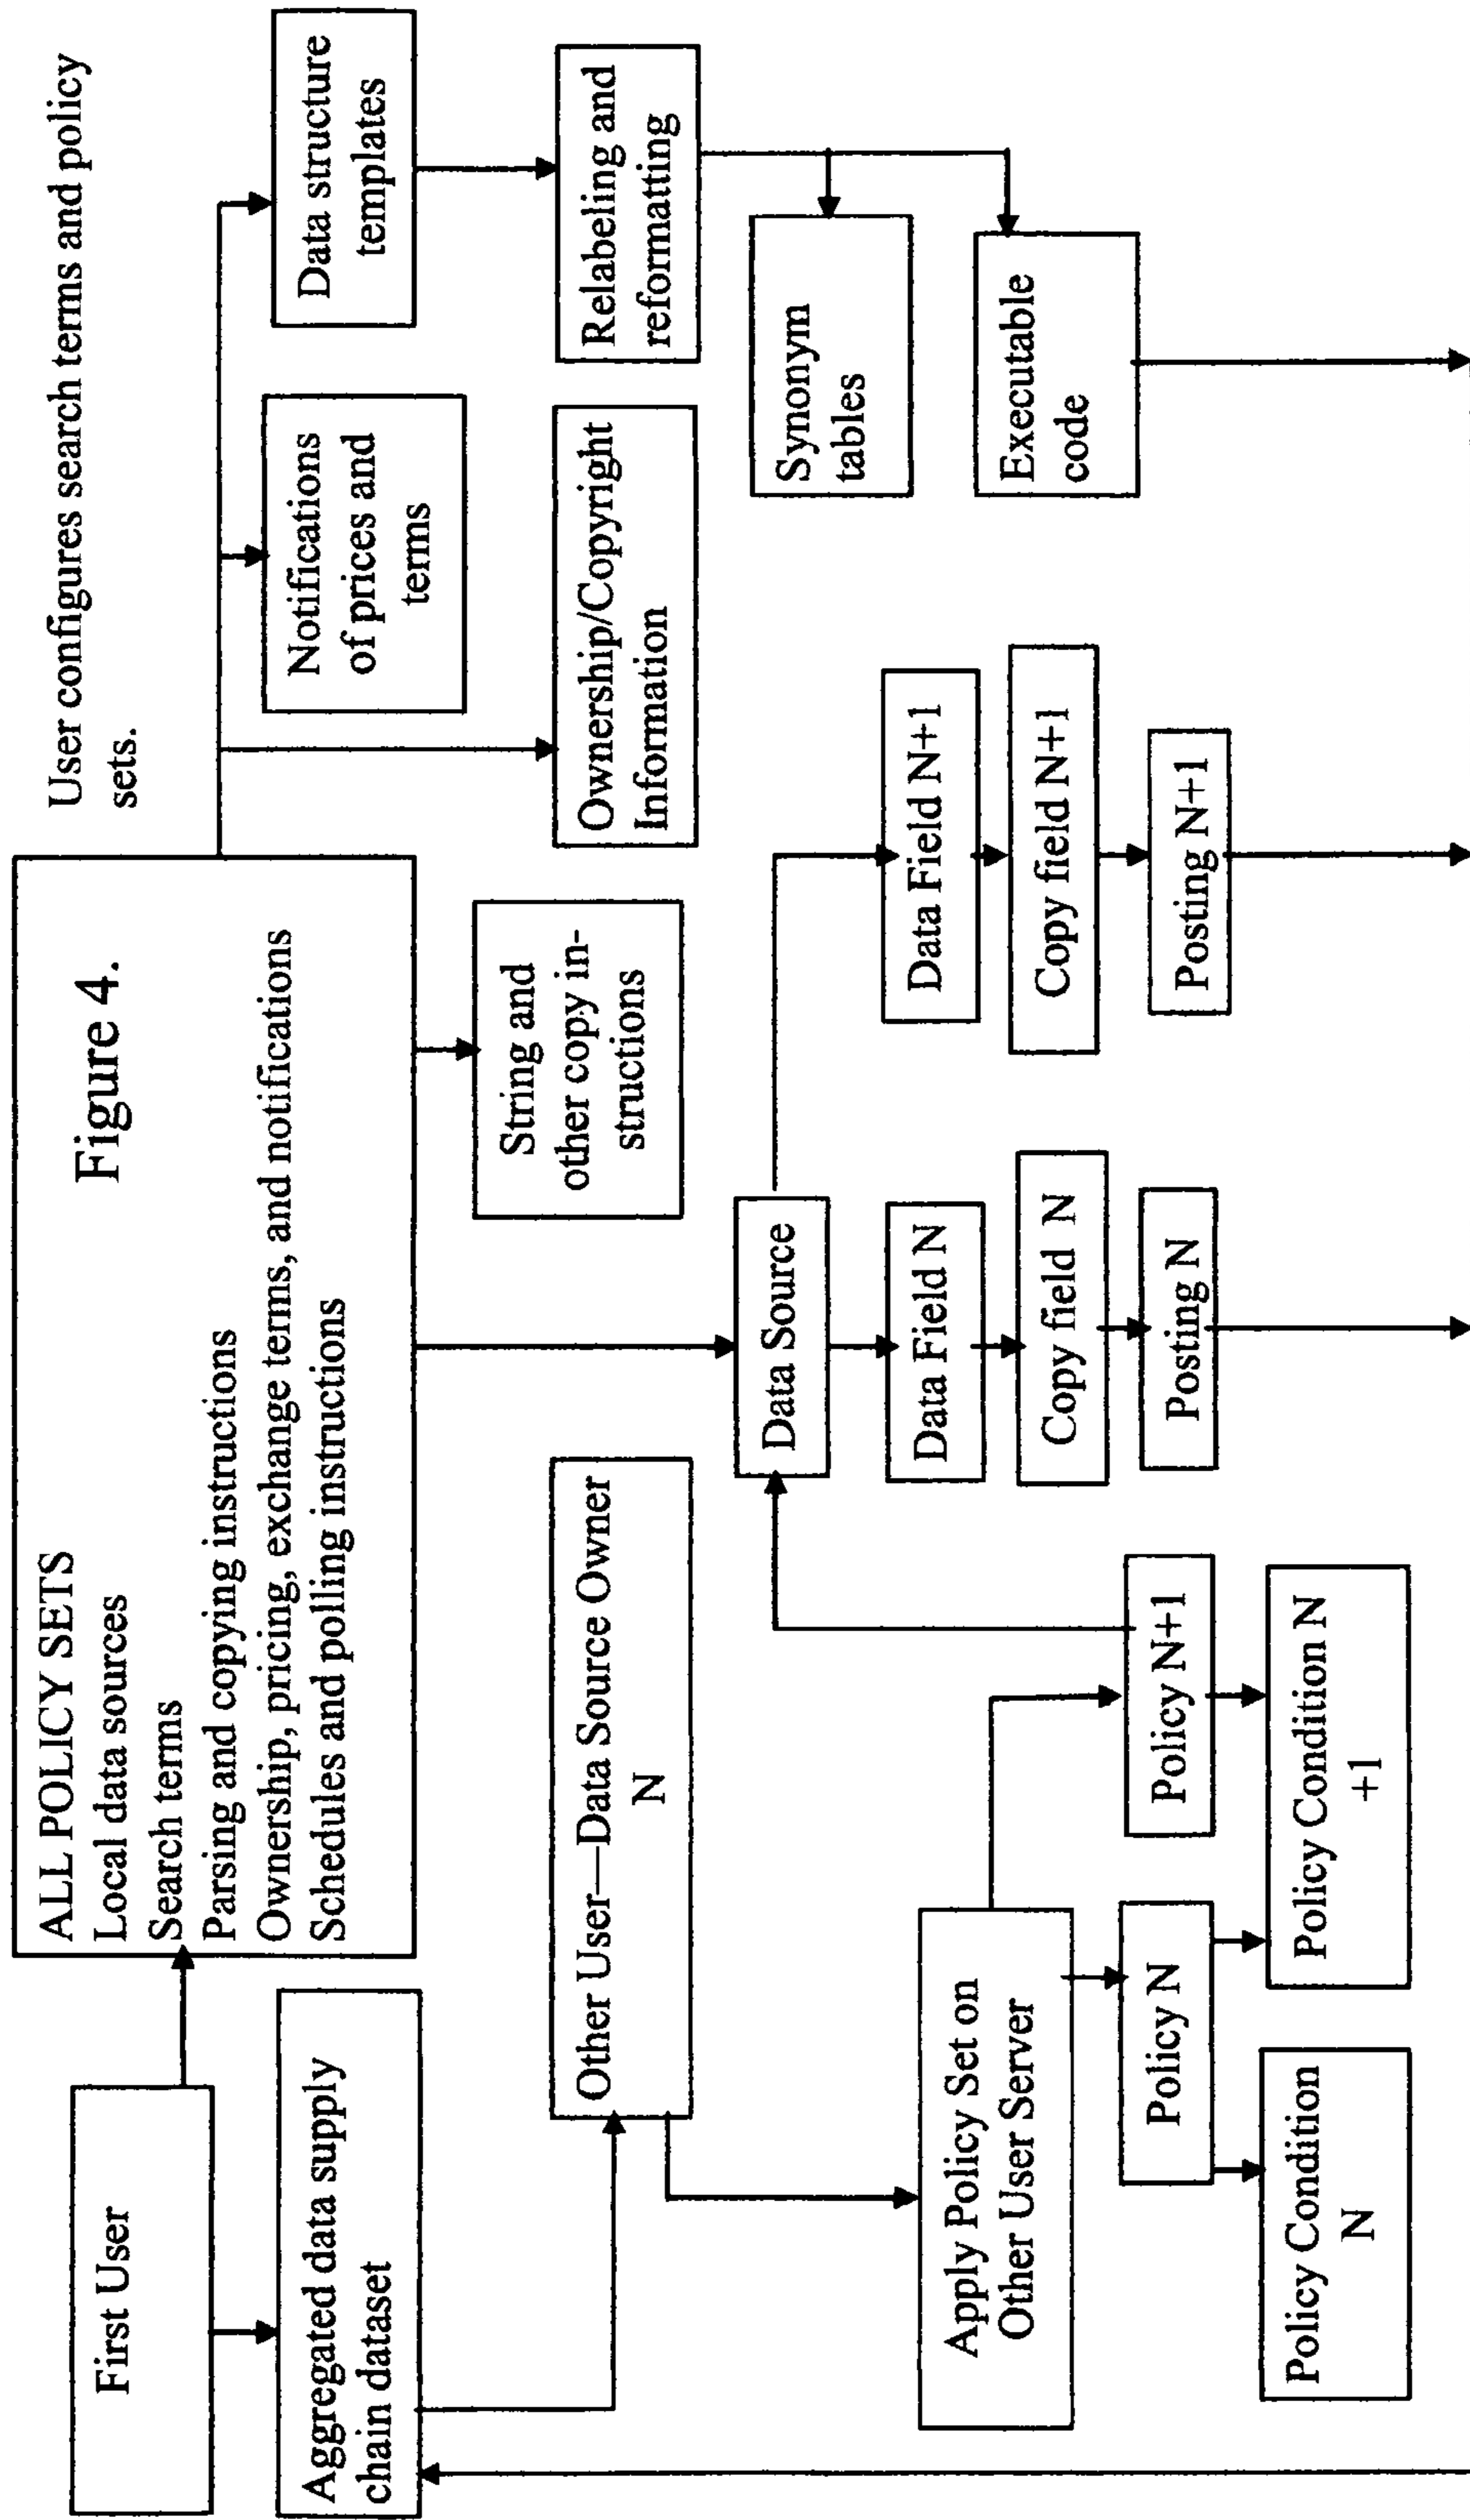 Figure 4.
User configures search terms and policy
sets.
First User
ALL POLICY SETS
Local data sources
Search terms
Parsing and copying instructions
Ownership, pricing, exchange terms, and notifications
Schedules and polling instructions
Aggregated data supply
chain dataset
Notifications
of prices and
terms
Data structure
templates
String and
other copy in-
structions
Ownership/Copyright
Information
Relabeling and
reformatting
Other User—Data Source Owner
N
Data Source
Synonym
tables
Data Field N
Data Field N+1
Apply Policy Set on
Other User Server
Executable
code
Copy field N
Copy field N+1
Policy N
Policy N+1
Posting N
Posting N+1
Policy Condition
N
Policy Condition N
+1